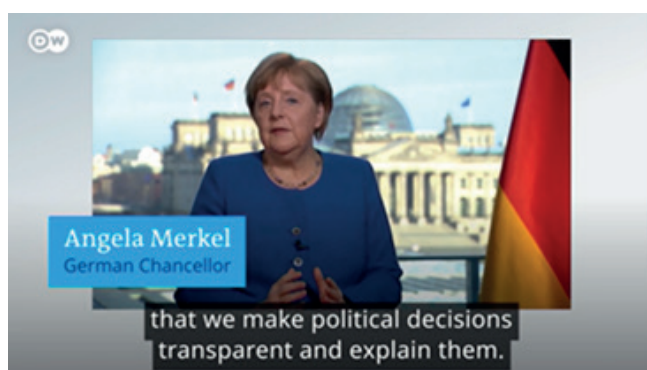 DW
Angela Merkel
German Chancellor
that we make political decisions
transparent and explain them.